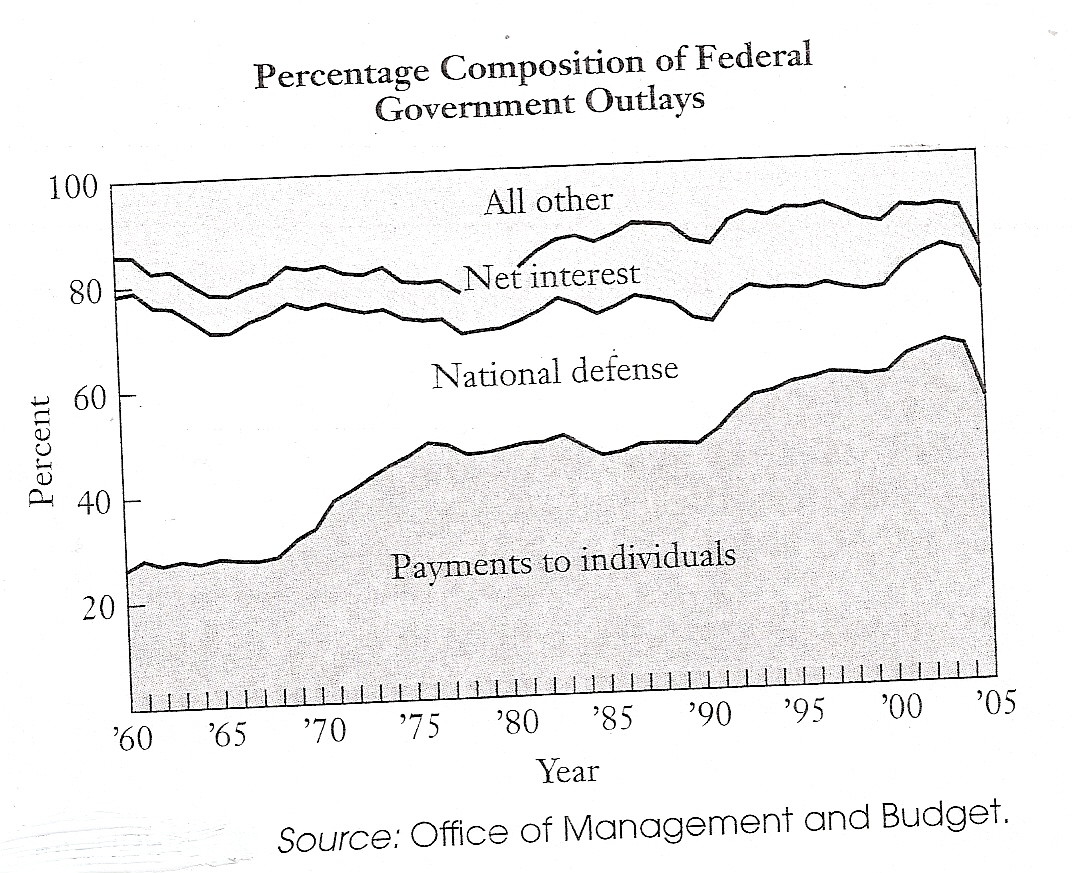 Percentage Composition of Federal
Government Outlays
100
80
60
40
20
Percent
All other
Net interest
National defense
Payments to individuals
'60 '65 '70 '75 '80 '85 '90 '95 '00 '05
Year
Source: Office of Management and Budget.